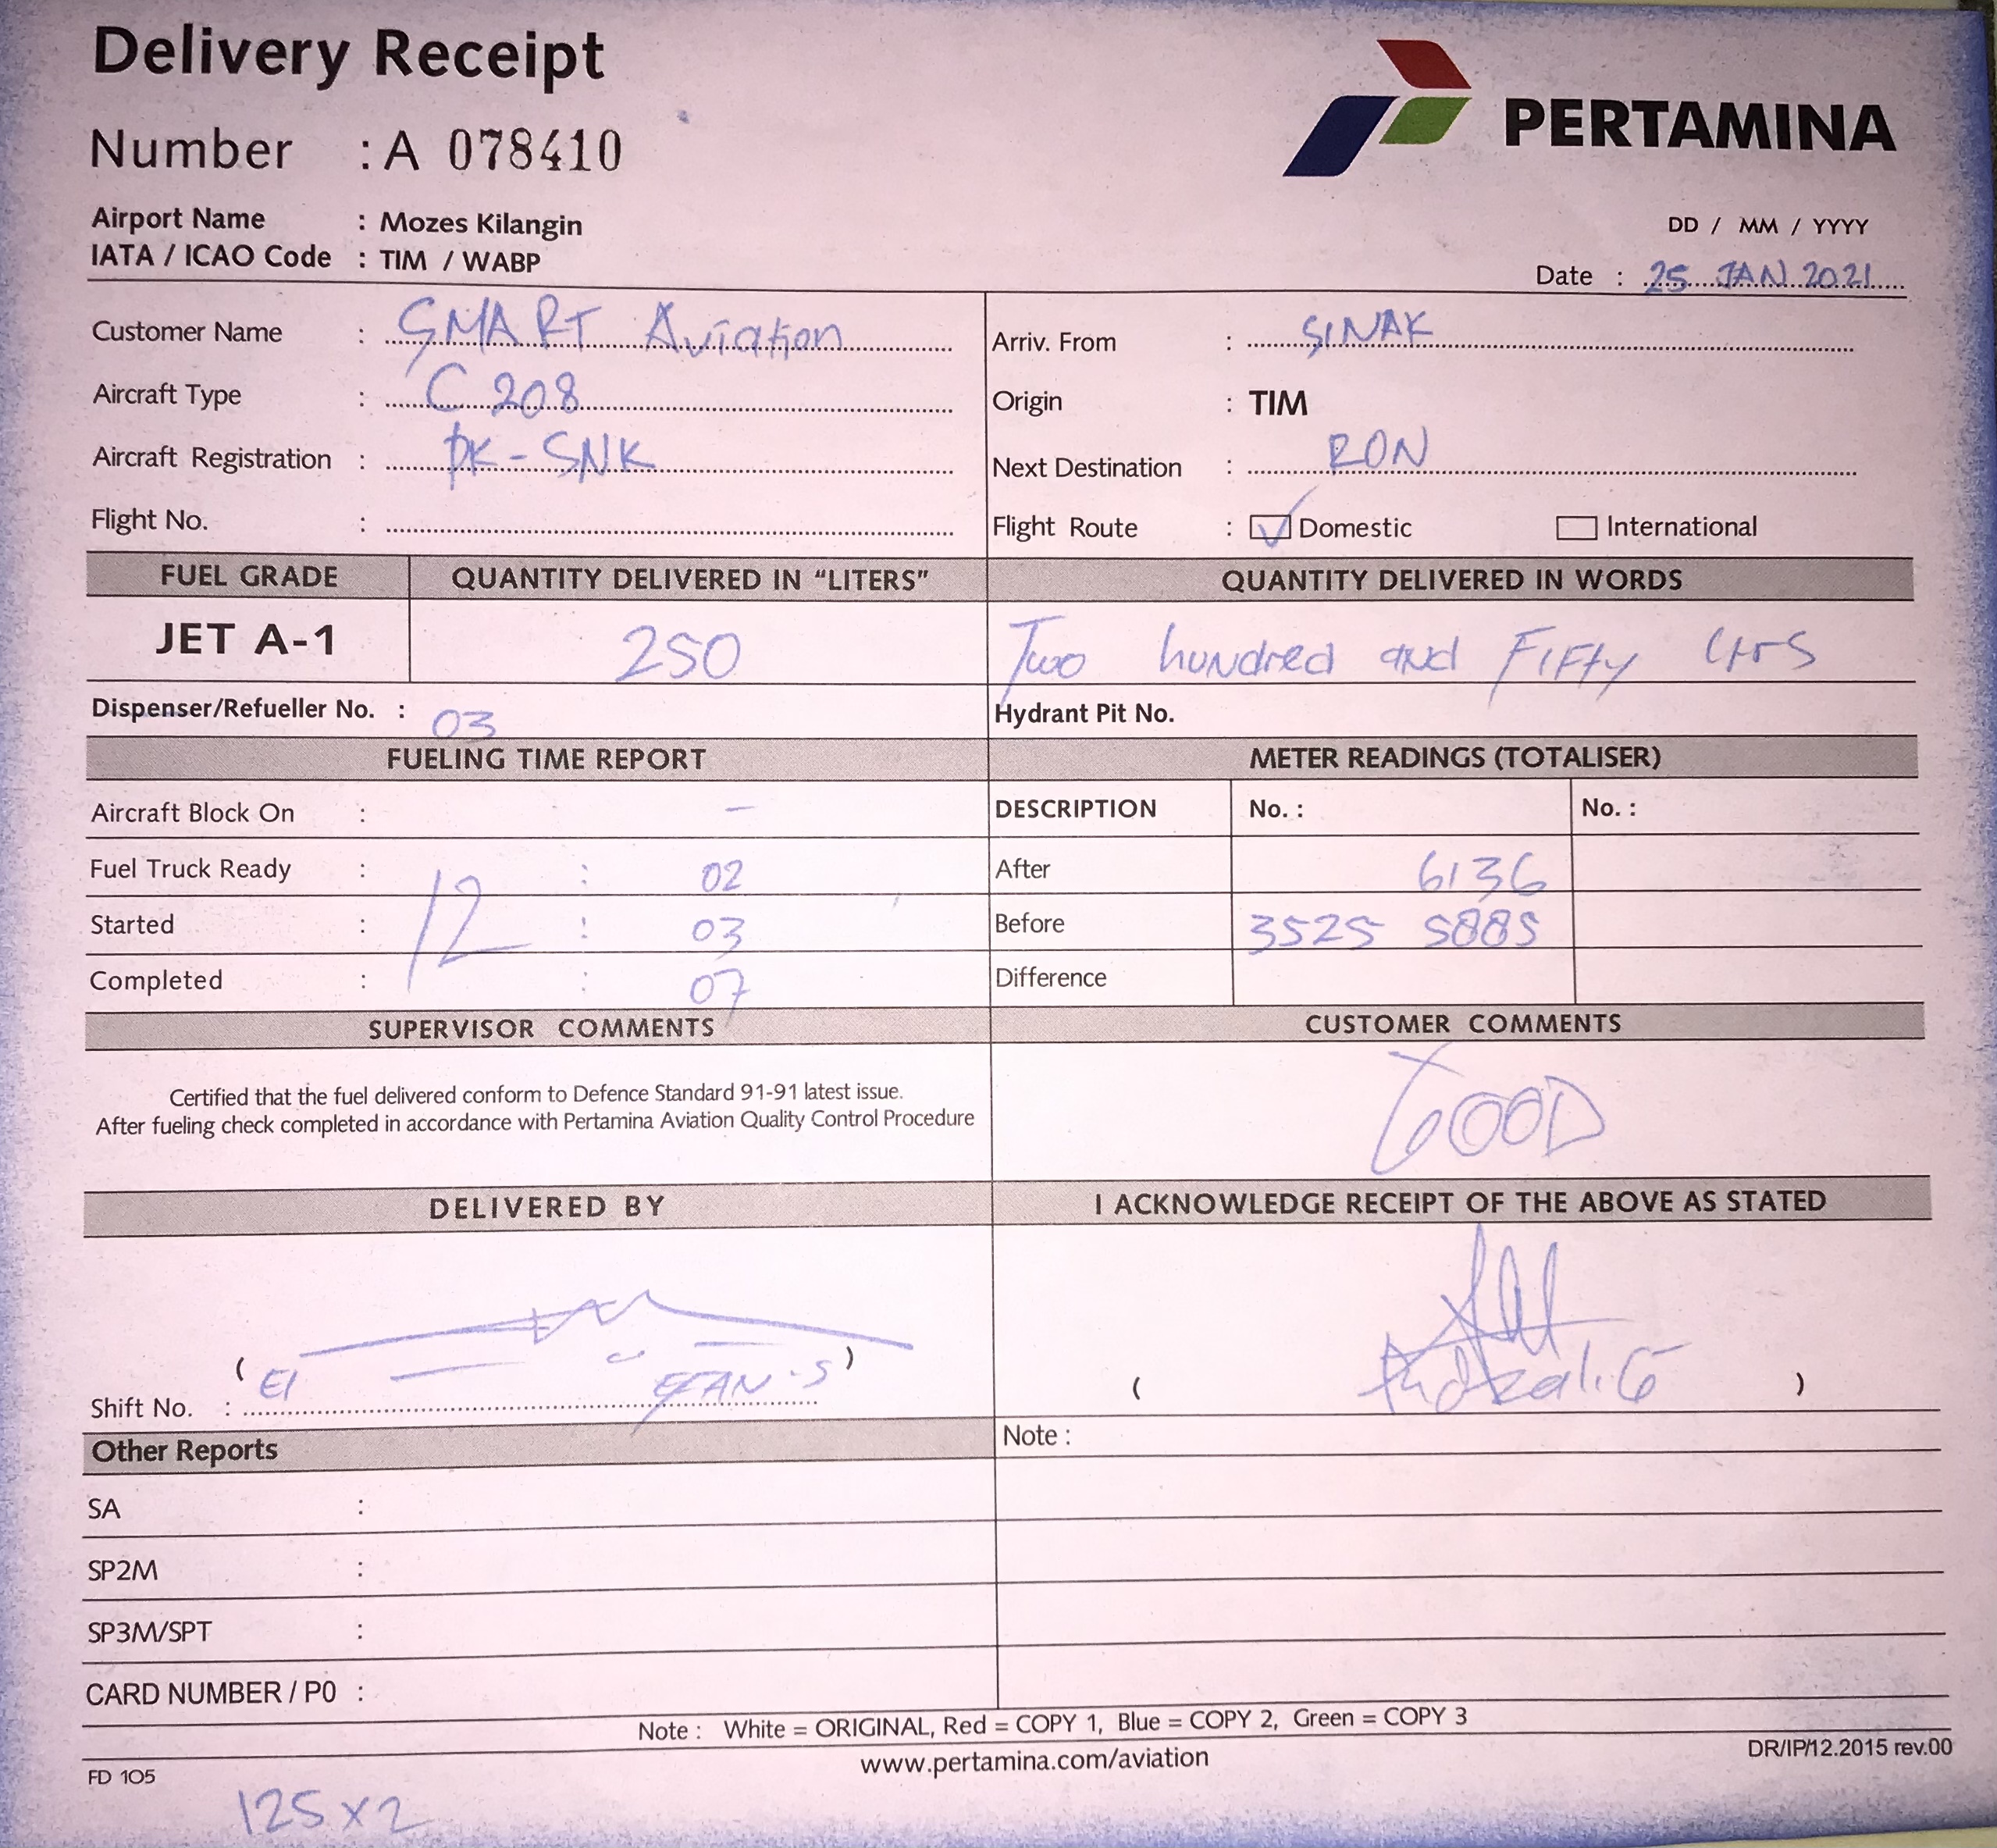 Delivery Receipt
PERTAMINA
Number : A 078410
Airport Name : Mozes Kilangin
IATA / ICAO Code : TIM / WABP
DD / MM / YYYY
Date : 25 JAN 2021
Customer Name : SMART Aviation
Arriv. From : SINAK
Aircraft Type : C 208
Origin : TIM
Aircraft Registration : PK-SNK
Next Destination : RON
Flight No. :
Flight Route : Domestic International
FUEL GRADE QUANTITY DELIVERED IN “LITERS” QUANTITY DELIVERED IN WORDS
JET A-1 250 Two hundred and FIFty Ltrs
Dispenser/Refueller No. : 03 Hydrant Pit No.
FUELING TIME REPORT METER READINGS (TOTALISER)
Aircraft Block On : - DESCRIPTION No. : No. :
Fuel Truck Ready : : 02 After 6136
Started : 12 : 03 Before 3525 5885
Completed : : 07 Difference
SUPERVISOR COMMENTS CUSTOMER COMMENTS
Certified that the fuel delivered conform to Defence Standard 91-91 latest issue.
After fueling check completed in accordance with Pertamina Aviation Quality Control Procedure
GOOD
DELIVERED BY I ACKNOWLEDGE RECEIPT OF THE ABOVE AS STATED
( )
( )
Shift No. :
Other Reports Note :
SA :
SP2M :
SP3M/SPT :
CARD NUMBER / P0 :
Note : White = ORIGINAL, Red = COPY 1, Blue = COPY 2, Green = COPY 3
www.pertamina.com/aviation
DR/IP/12.2015 rev.00
FD 105
125 x 2